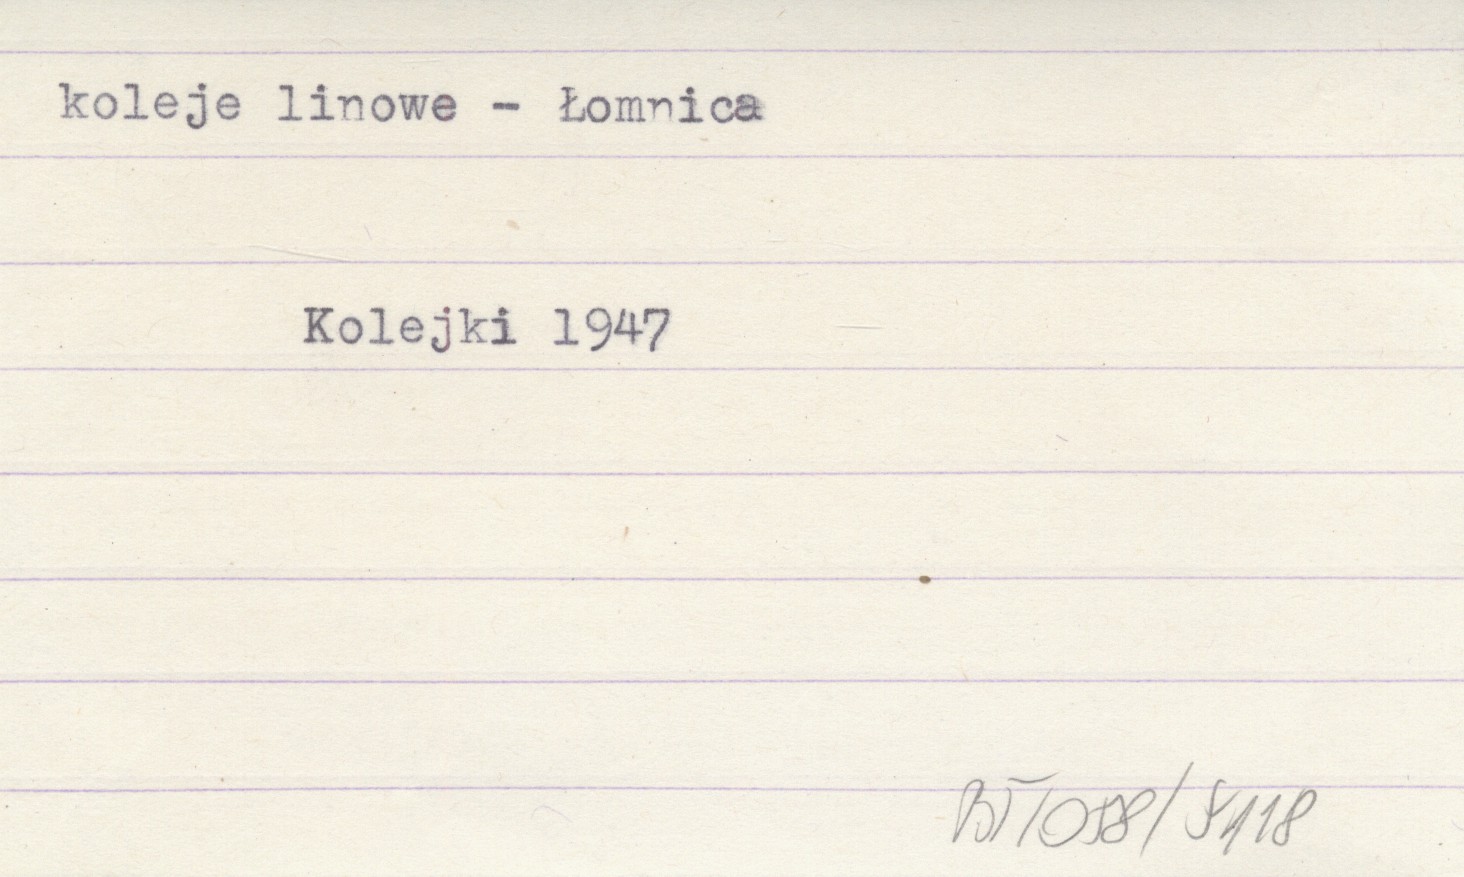 koleje linowe - Łomnica
Kolejki 1947